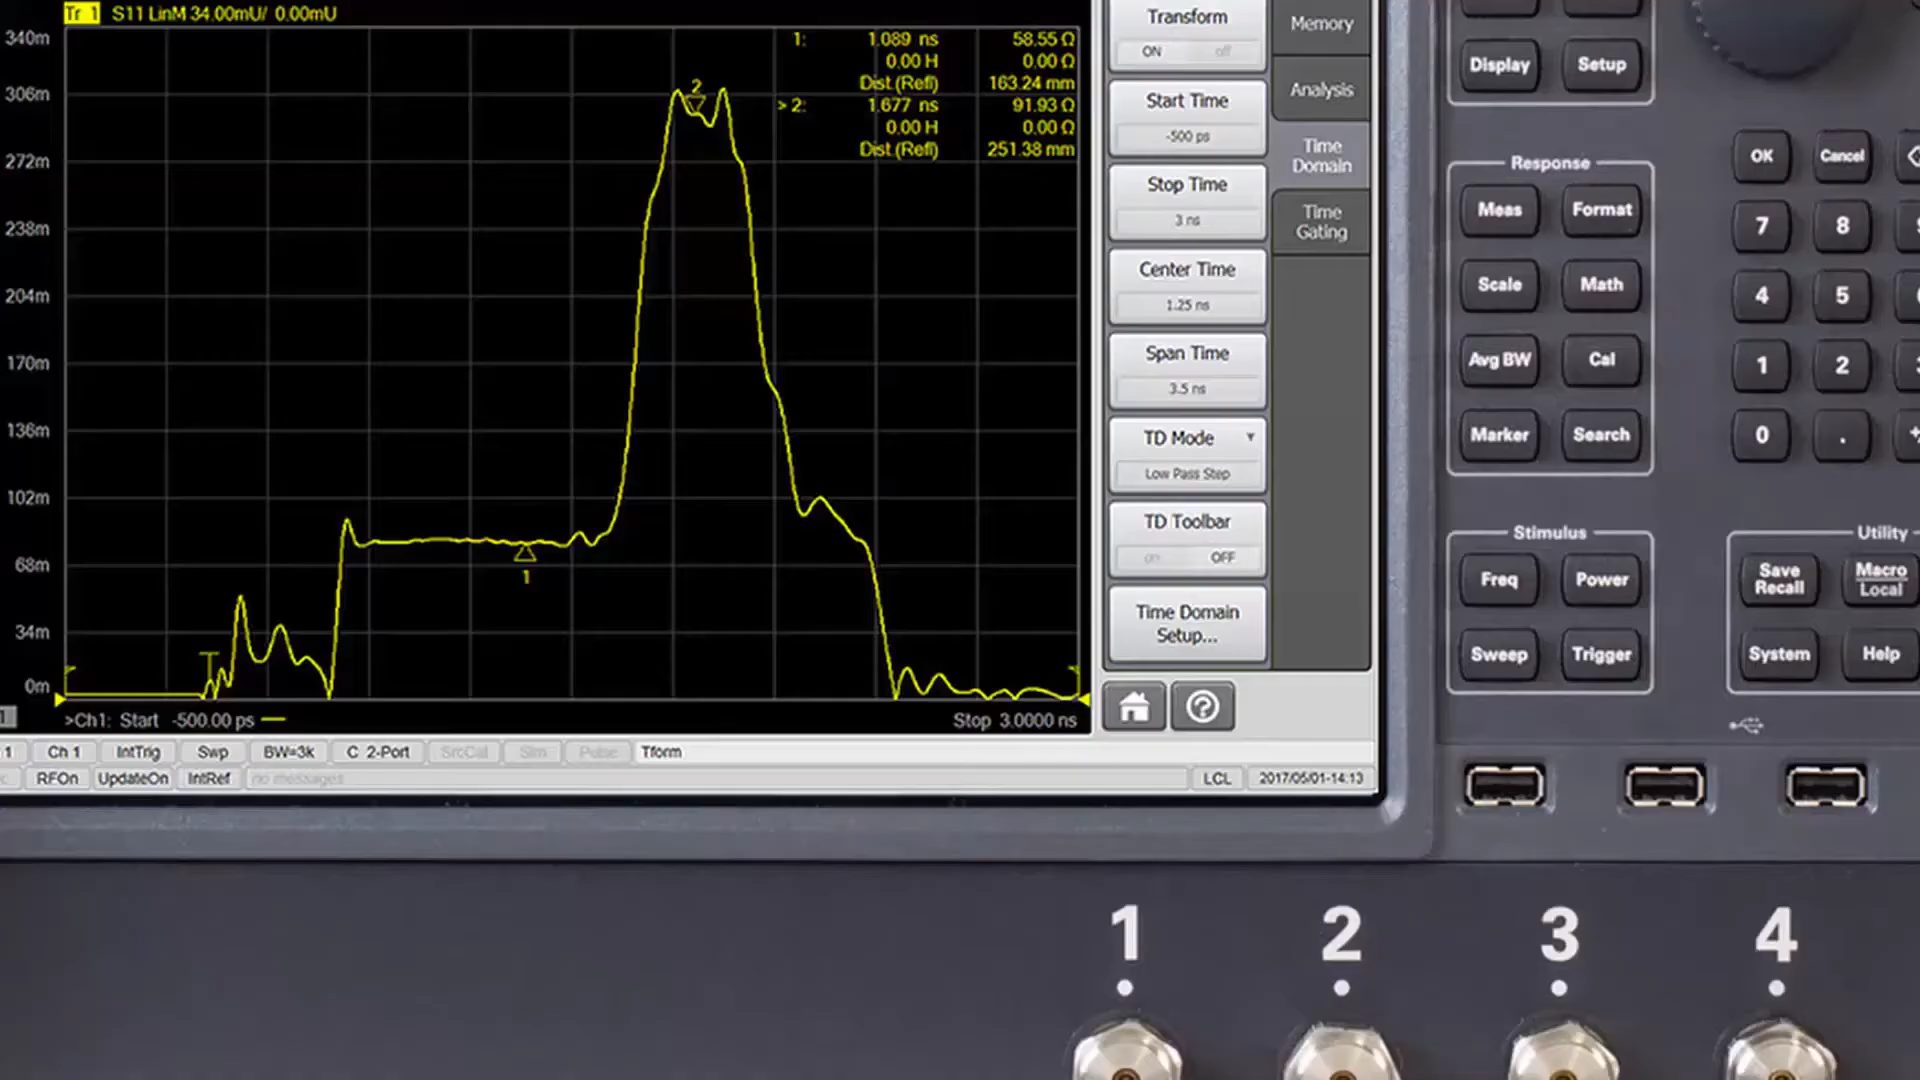 Tr 1 S11 LinM 34.00mU/ 0.00mU
340m
306m
272m
238m
204m
170m
136m
102m
68m
34m
0m
1: 1.089 ns 58.55 Ω
0.00 H 0.00 Ω
Dist.(Refl) 163.24 mm
> 2: 1.677 ns 91.93 Ω
0.00 H 0.00 Ω
Dist.(Refl) 251.38 mm
2
1
>Ch1: Start -500.00 ps
Stop 3.0000 ns
1 Ch 1 IntTrig Swp BW=3k C 2-Port SrcCal Sim Pulse Tform
RFOn UpdateOn IntRef no messages LCL 2017/05/01-14:13
Transform
ON off
Start Time
-500 ps
Stop Time
3 ns
Center Time
1.25 ns
Span Time
3.5 ns
TD Mode
Low Pass Step
TD Toolbar
on OFF
Time Domain
Setup...
Memory
Analysis
Time
Domain
Time
Gating
Display Setup
Response
Meas Format
Scale Math
Avg BW Cal
Marker Search
Stimulus
Freq Power
Sweep Trigger
OK Cancel
7 8
4 5
1 2
0 .
Utility
Save
Recall
Macro
Local
System Help
1 2 3 4